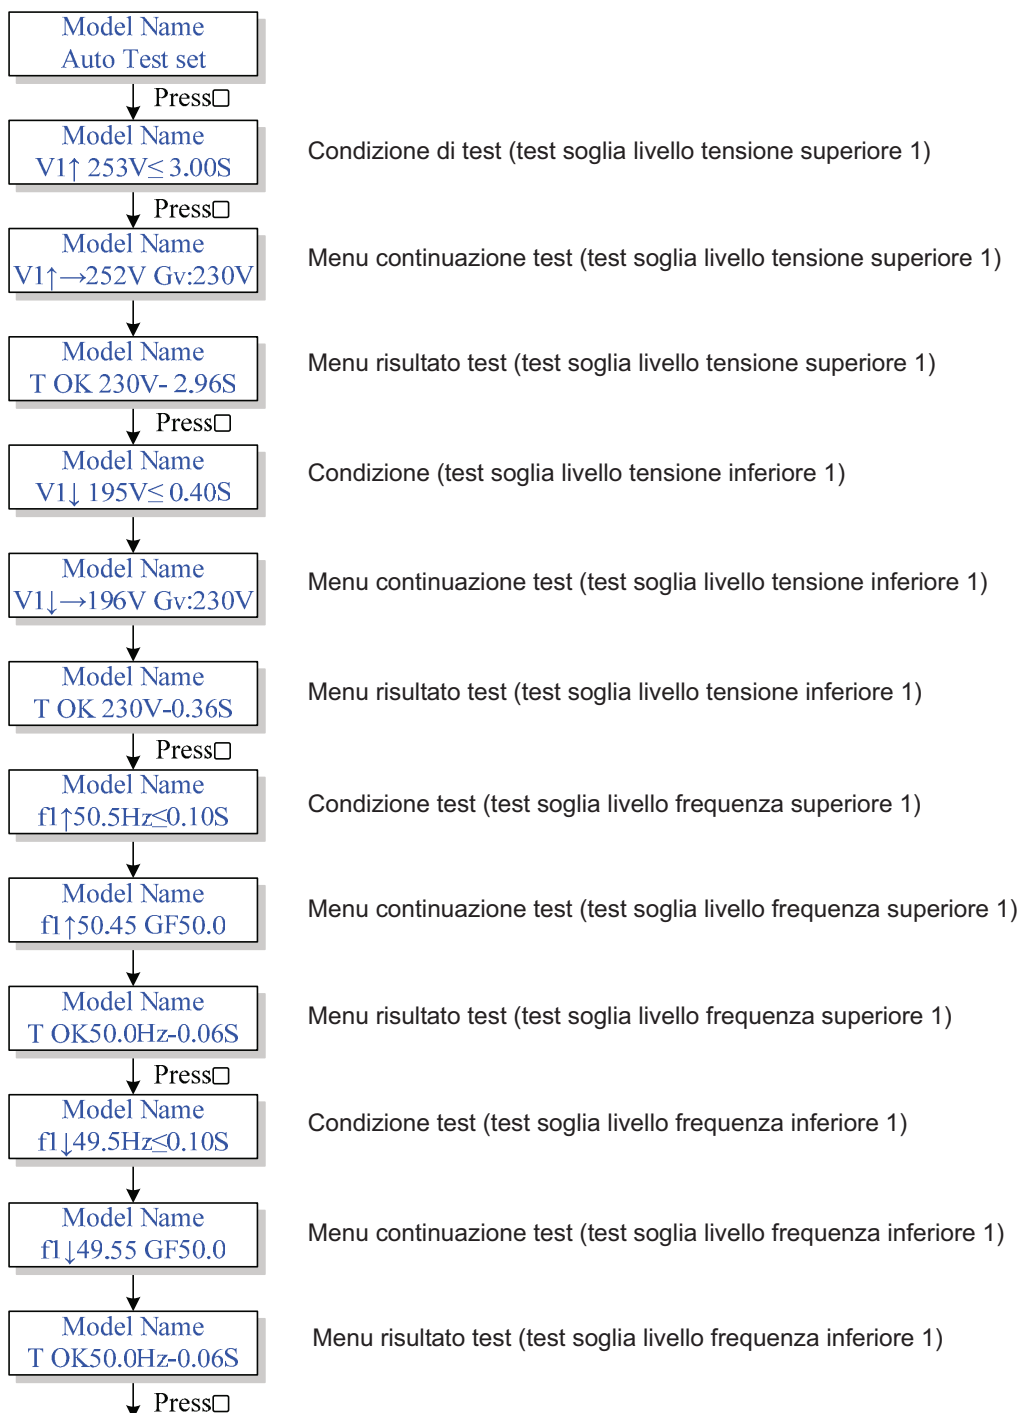 Model Name
Auto Test set
Press□
Model Name
V1↑ 253V≤ 3.00S
Condizione di test (test soglia livello tensione superiore 1)
Press□
Model Name
V1↑→252V Gv:230V
Menu continuazione test (test soglia livello tensione superiore 1)
Model Name
T OK 230V- 2.96S
Menu risultato test (test soglia livello tensione superiore 1)
Press□
Model Name
V1↓ 195V≤ 0.40S
Condizione (test soglia livello tensione inferiore 1)
Model Name
V1↓→196V Gv:230V
Menu continuazione test (test soglia livello tensione inferiore 1)
Model Name
T OK 230V-0.36S
Menu risultato test (test soglia livello tensione inferiore 1)
Press□
Model Name
f1↑50.5Hz≤0.10S
Condizione test (test soglia livello frequenza superiore 1)
Model Name
f1↑50.45 GF50.0
Menu continuazione test (test soglia livello frequenza superiore 1)
Model Name
T OK50.0Hz-0.06S
Menu risultato test (test soglia livello frequenza superiore 1)
Press□
Model Name
f1↓49.5Hz≤0.10S
Condizione test (test soglia livello frequenza inferiore 1)
Model Name
f1↓49.55 GF50.0
Menu continuazione test (test soglia livello frequenza inferiore 1)
Model Name
T OK50.0Hz-0.06S
Menu risultato test (test soglia livello frequenza inferiore 1)
Press□